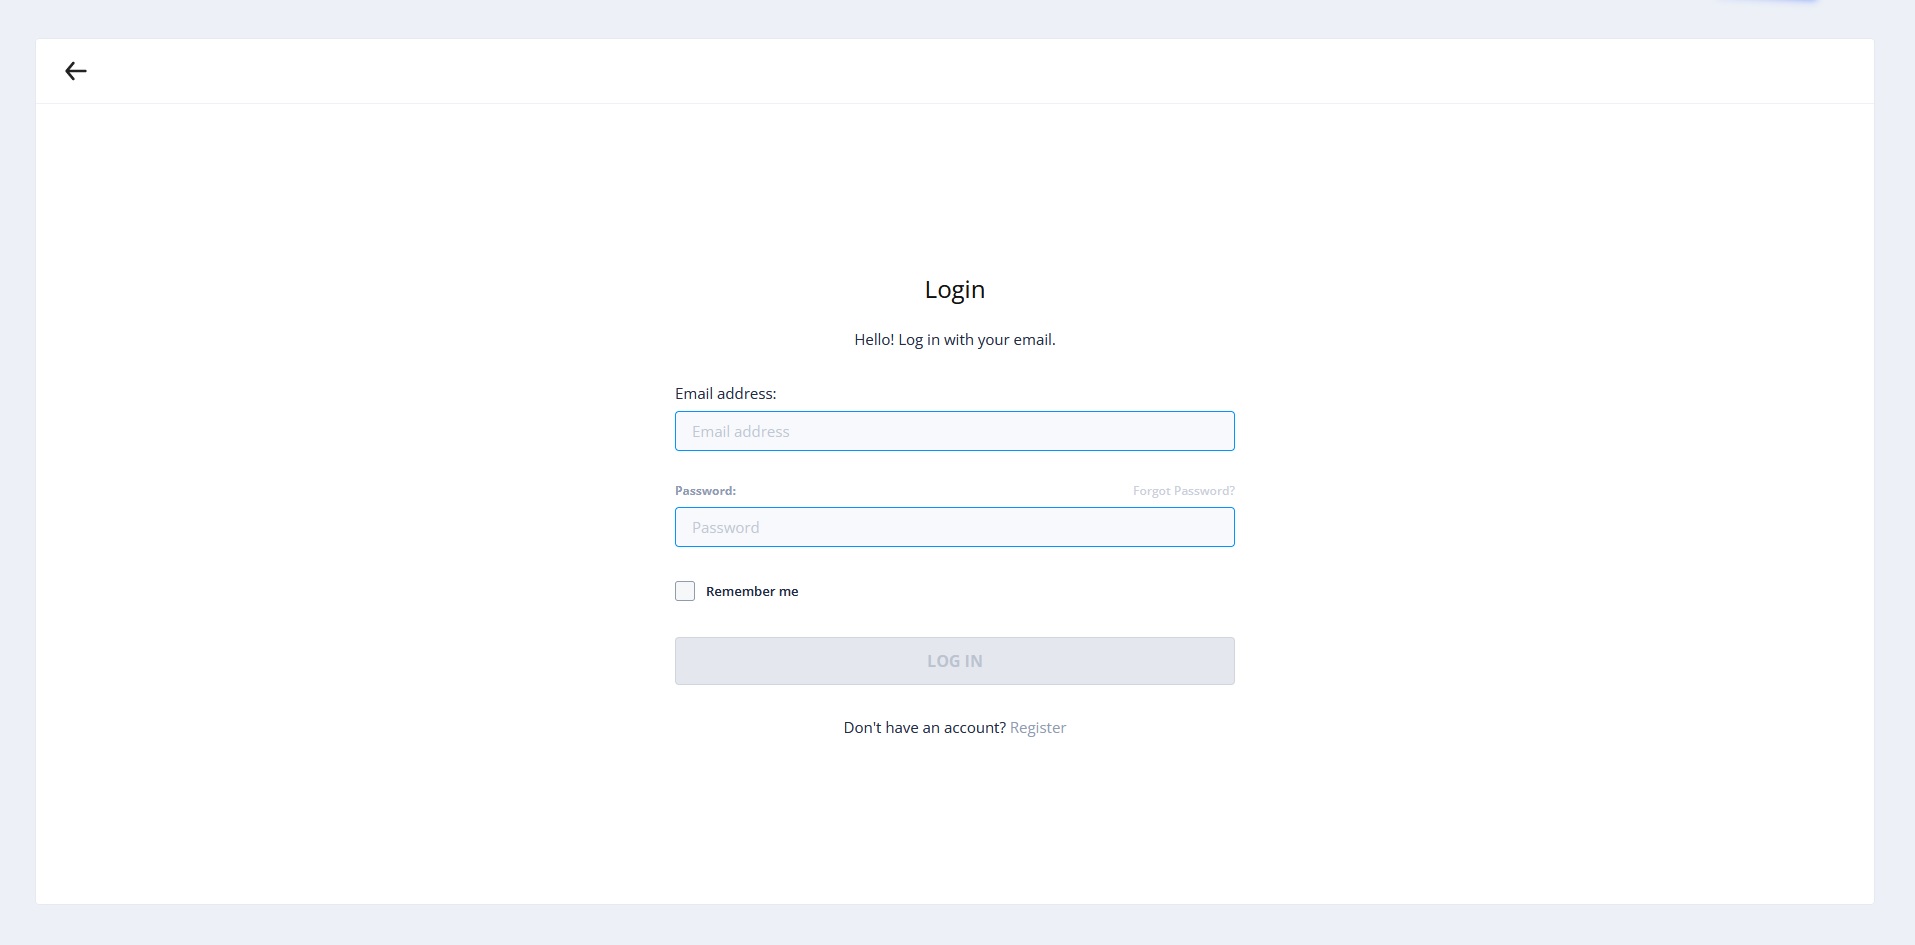 Login
Hello! Log in with your email.
Email address:
Email address
Password: Forgot Password?
Password
Remember me
LOG IN
Don't have an account? Register